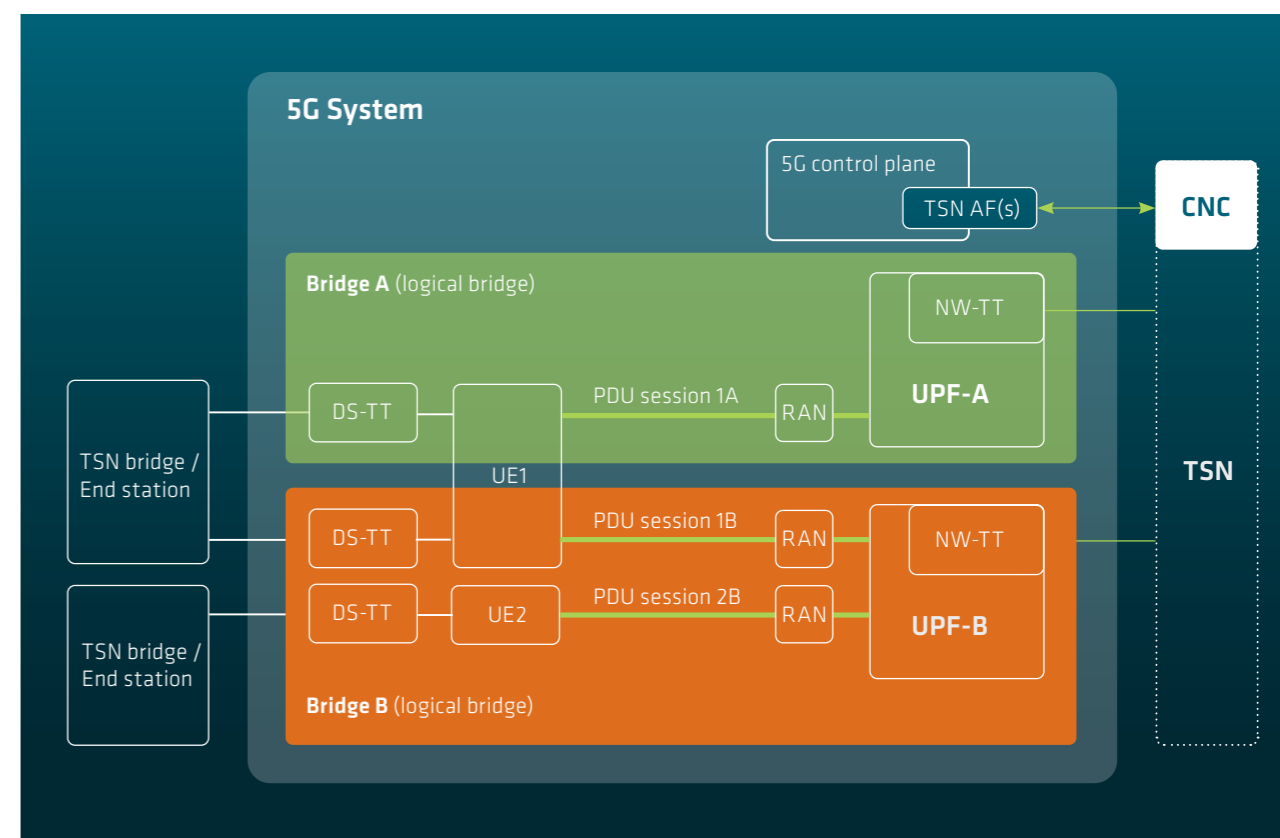 5G System
5G control plane
TSN AF(s)
CNC
Bridge A (logical bridge)
NW-TT
UPF-A
DS-TT
PDU session 1A
RAN
TSN bridge /
End station
UE1
TSN
DS-TT
PDU session 1B
RAN
NW-TT
DS-TT
UE2
PDU session 2B
RAN
UPF-B
TSN bridge /
End station
Bridge B (logical bridge)